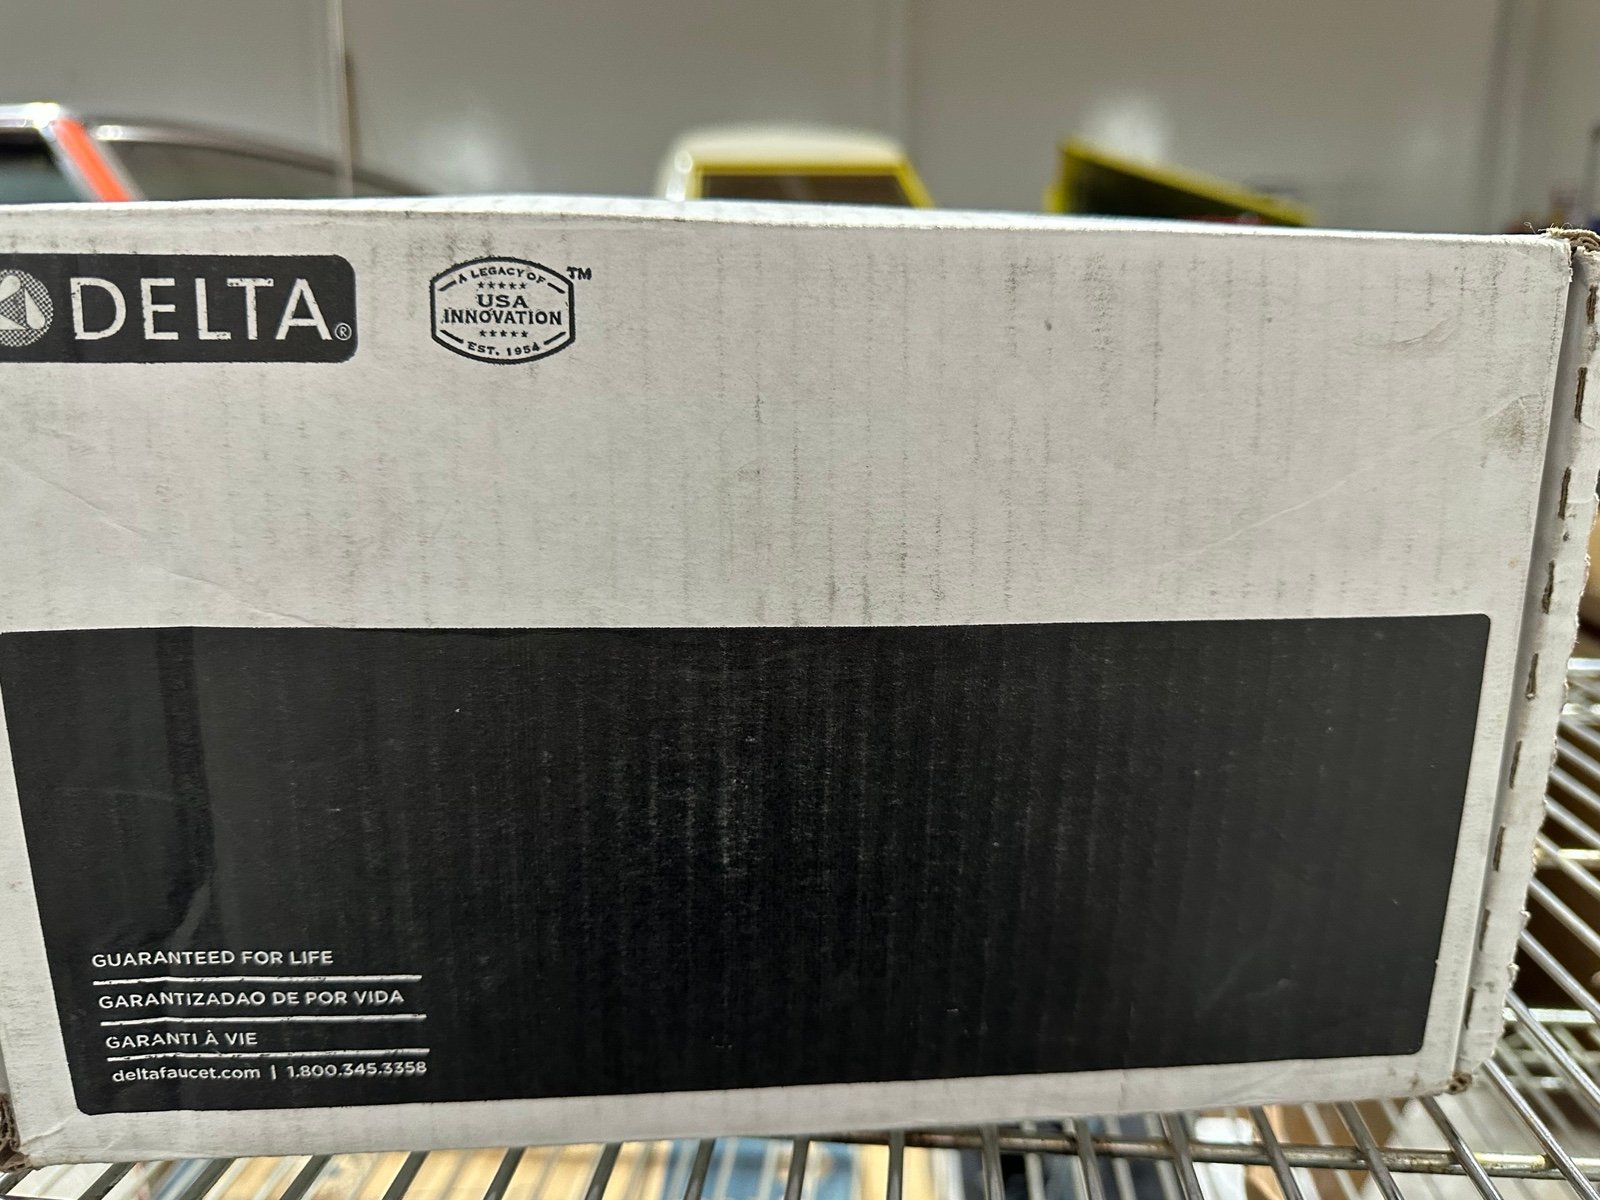 DELTA®
A LEGACY OF
USA
INNOVATION
EST. 1954
TM
GUARANTEED FOR LIFE
GARANTIZADAO DE POR VIDA
GARANTI À VIE
deltafaucet.com | 1.800.345.3358